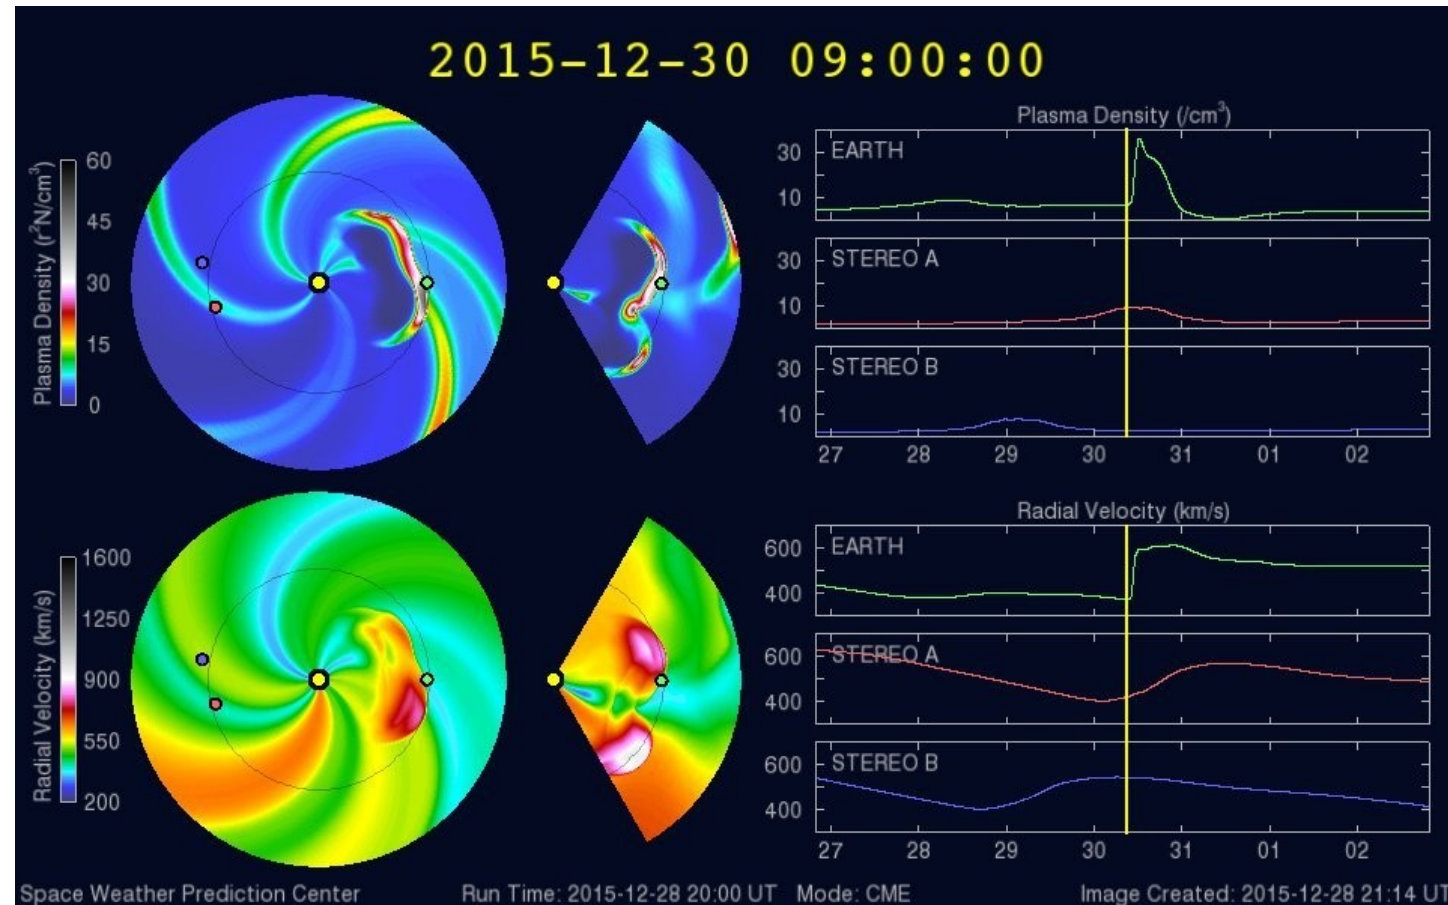 2015-12-30 09:00:00
Plasma Density (r²N/cm³)
60
45
30
15
0
Plasma Density (/cm³)
EARTH
30
10
STEREO A
30
10
STEREO B
30
10
27 28 29 30 31 01 02
Radial Velocity (km/s)
1600
1250
900
550
200
Radial Velocity (km/s)
EARTH
600
400
STEREO A
600
400
STEREO B
600
400
27 28 29 30 31 01 02
Space Weather Prediction Center Run Time: 2015-12-28 20:00 UT Mode: CME Image Created: 2015-12-28 21:14 UT